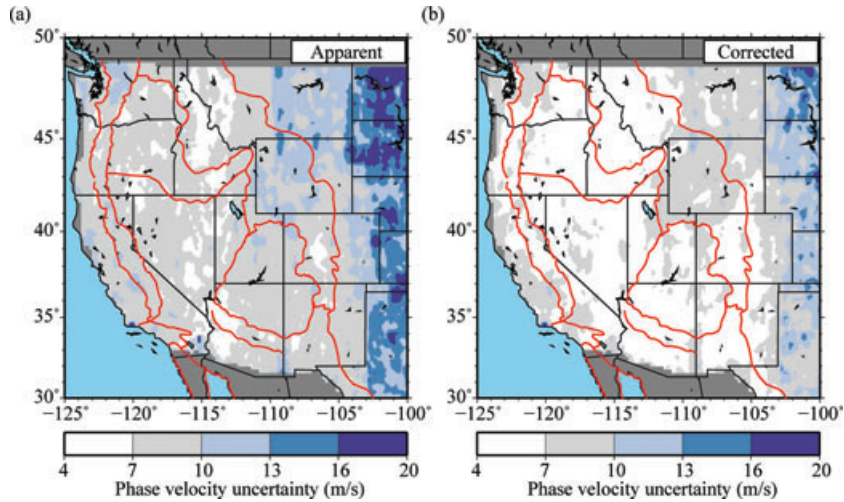 (a)
Apparent
50°
45°
40°
35°
30°
−125° −120° −115° −110° −105° −100°
4 7 10 13 16 20
Phase velocity uncertainty (m/s)
(b)
Corrected
50°
45°
40°
35°
30°
−125° −120° −115° −110° −105° −100°
4 7 10 13 16 20
Phase velocity uncertainty (m/s)